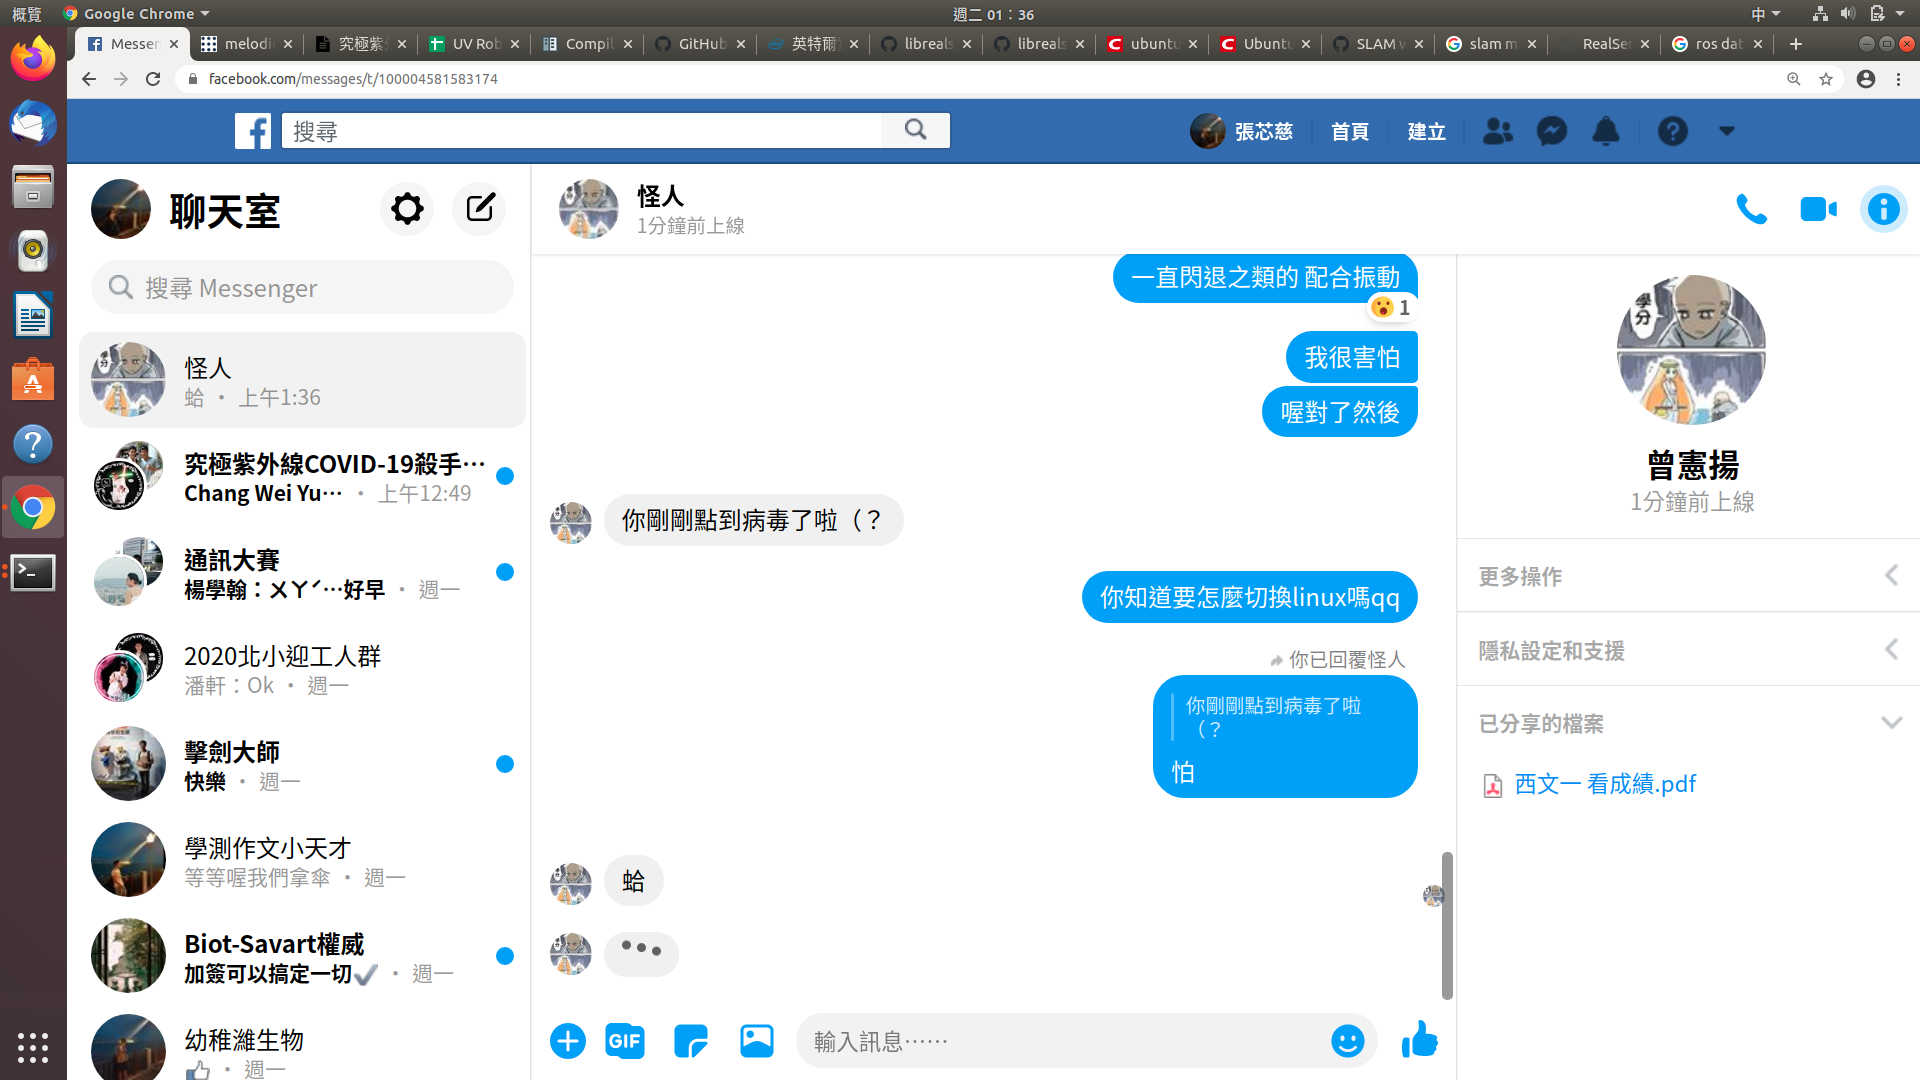 概覽
Google Chrome
週二 01：36
中
Messen
melodi
究極紫外
UV Rob
Compil
GitHub
英特爾
libreals
libreals
ubuntu
Ubunt
SLAM w
slam m
RealSe
ros dat
facebook.com/messages/t/100004581583174
搜尋
張芯慈
首頁
建立
聊天室
搜尋 Messenger
怪人
蛤 · 上午1:36
究極紫外線COVID-19殺手…
Chang Wei Yu… · 上午12:49
通訊大賽
楊學翰：ㄨㄚˊ…好早 · 週一
2020北小迎工人群
潘軒：Ok · 週一
擊劍大師
快樂 · 週一
學測作文小天才
等等喔我們拿傘 · 週一
Biot-Savart權威
加簽可以搞定一切✔ · 週一
幼稚濰生物
· 週一
怪人
1分鐘前上線
一直閃退之類的 配合振動
1
我很害怕
喔對了然後
你剛剛點到病毒了啦（？
你知道要怎麼切換linux嗎qq
你已回覆怪人
你剛剛點到病毒了啦
（？
怕
蛤
GIF
輸入訊息……
學分
曾憲揚
1分鐘前上線
更多操作
隱私設定和支援
已分享的檔案
西文一 看成績.pdf